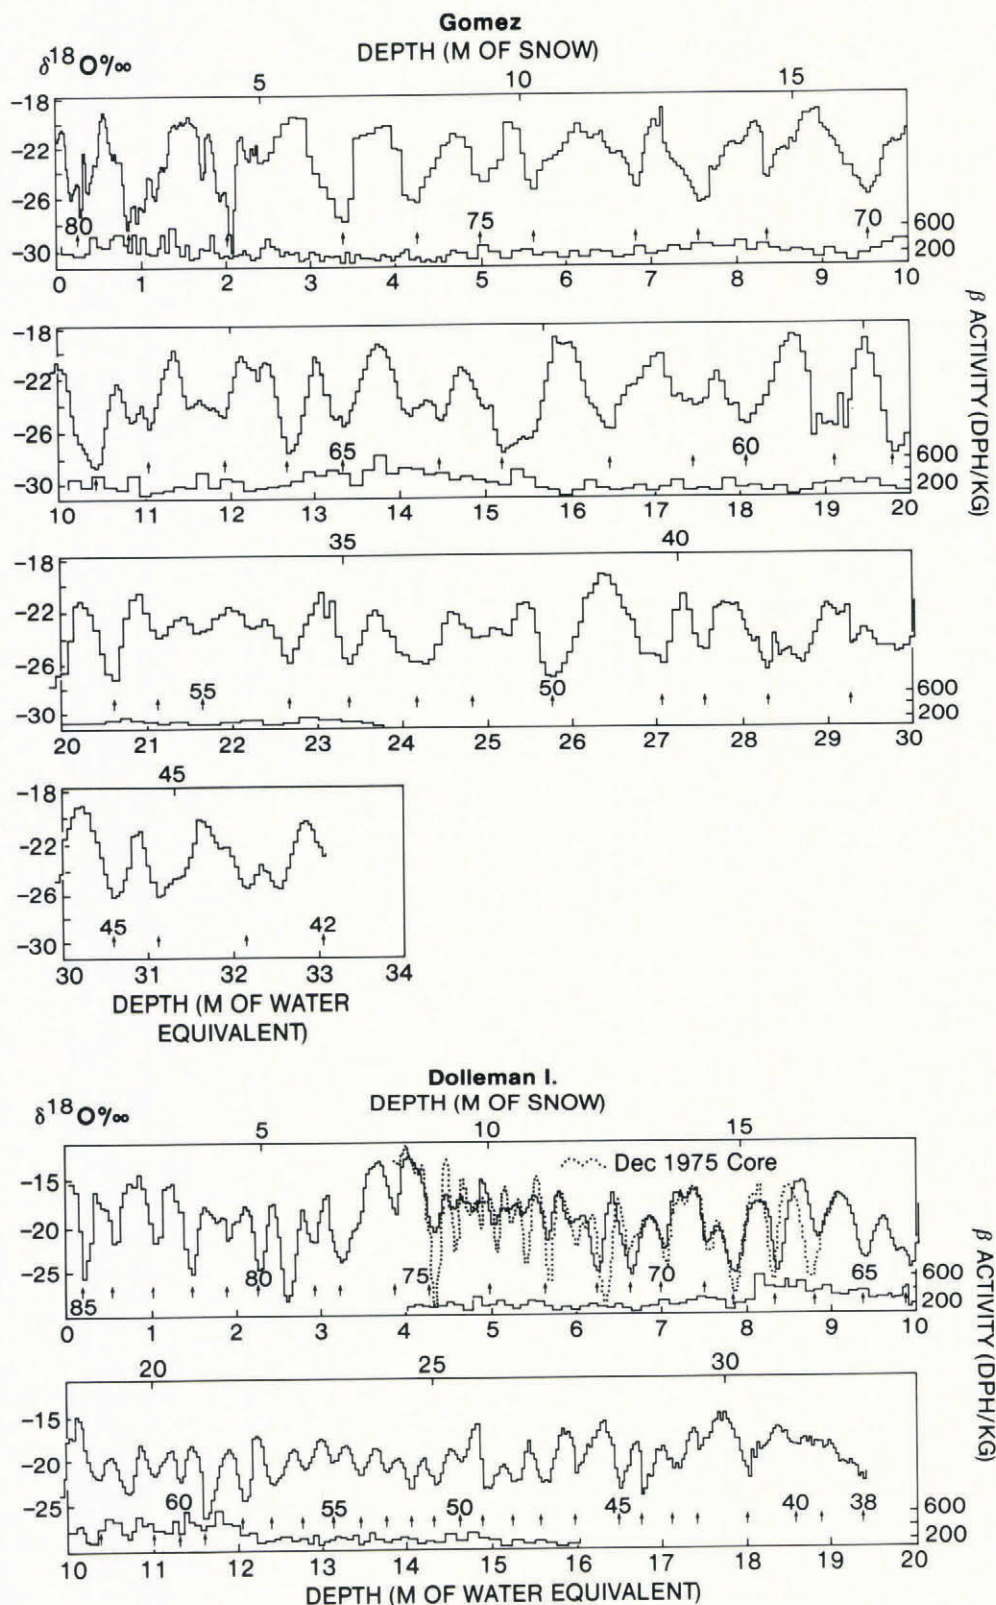 Gomez
DEPTH (M OF SNOW)
δ¹⁸O‰
5 10 15
-18
-22
-26
-30
80 75 70
600
200
0 1 2 3 4 5 6 7 8 9 10
β ACTIVITY (DPH/KG)
-18
-22
-26
-30
65 60
600
200
10 11 12 13 14 15 16 17 18 19 20
35 40
-18
-22
-26
-30
55 50
600
200
20 21 22 23 24 25 26 27 28 29 30
45
-18
-22
-26
-30
45 42
30 31 32 33 34
DEPTH (M OF WATER
EQUIVALENT)
Dolleman I.
DEPTH (M OF SNOW)
δ¹⁸O‰
5 10 15
Dec 1975 Core
-15
-20
-25
85 80 75 70 65
600
200
0 1 2 3 4 5 6 7 8 9 10
β ACTIVITY (DPH/KG)
20 25 30
-15
-20
-25
60 55 50 45 40 38
600
200
10 11 12 13 14 15 16 17 18 19 20
DEPTH (M OF WATER EQUIVALENT)